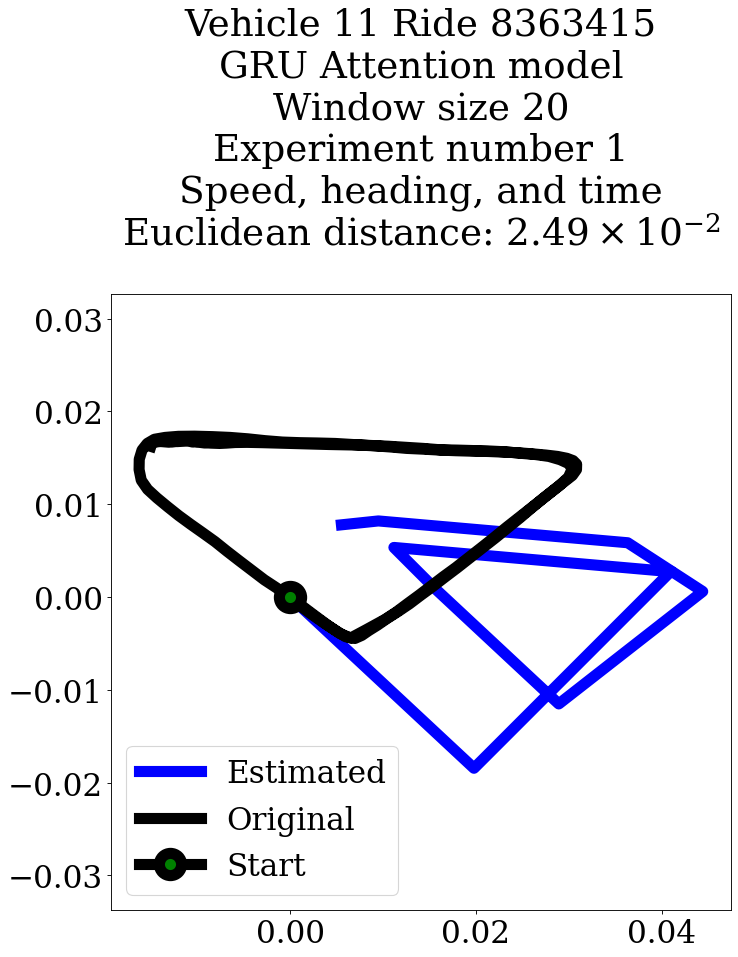 Vehicle 11 Ride 8363415
GRU Attention model
Window size 20
Experiment number 1
Speed, heading, and time
Euclidean distance: 2.49 × 10⁻²
0.03
0.02
0.01
0.00
−0.01
−0.02
−0.03
Estimated
Original
Start
0.00 0.02 0.04